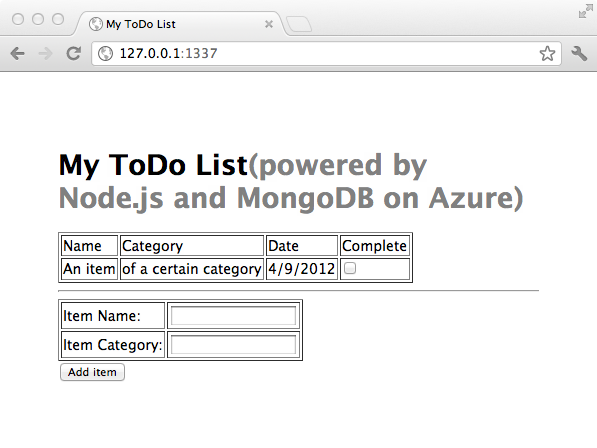 My ToDo List
127.0.0.1:1337
My ToDo List(powered by
Node.js and MongoDB on Azure)
Name Category Date Complete
An item of a certain category 4/9/2012
Item Name:
Item Category:
Add item